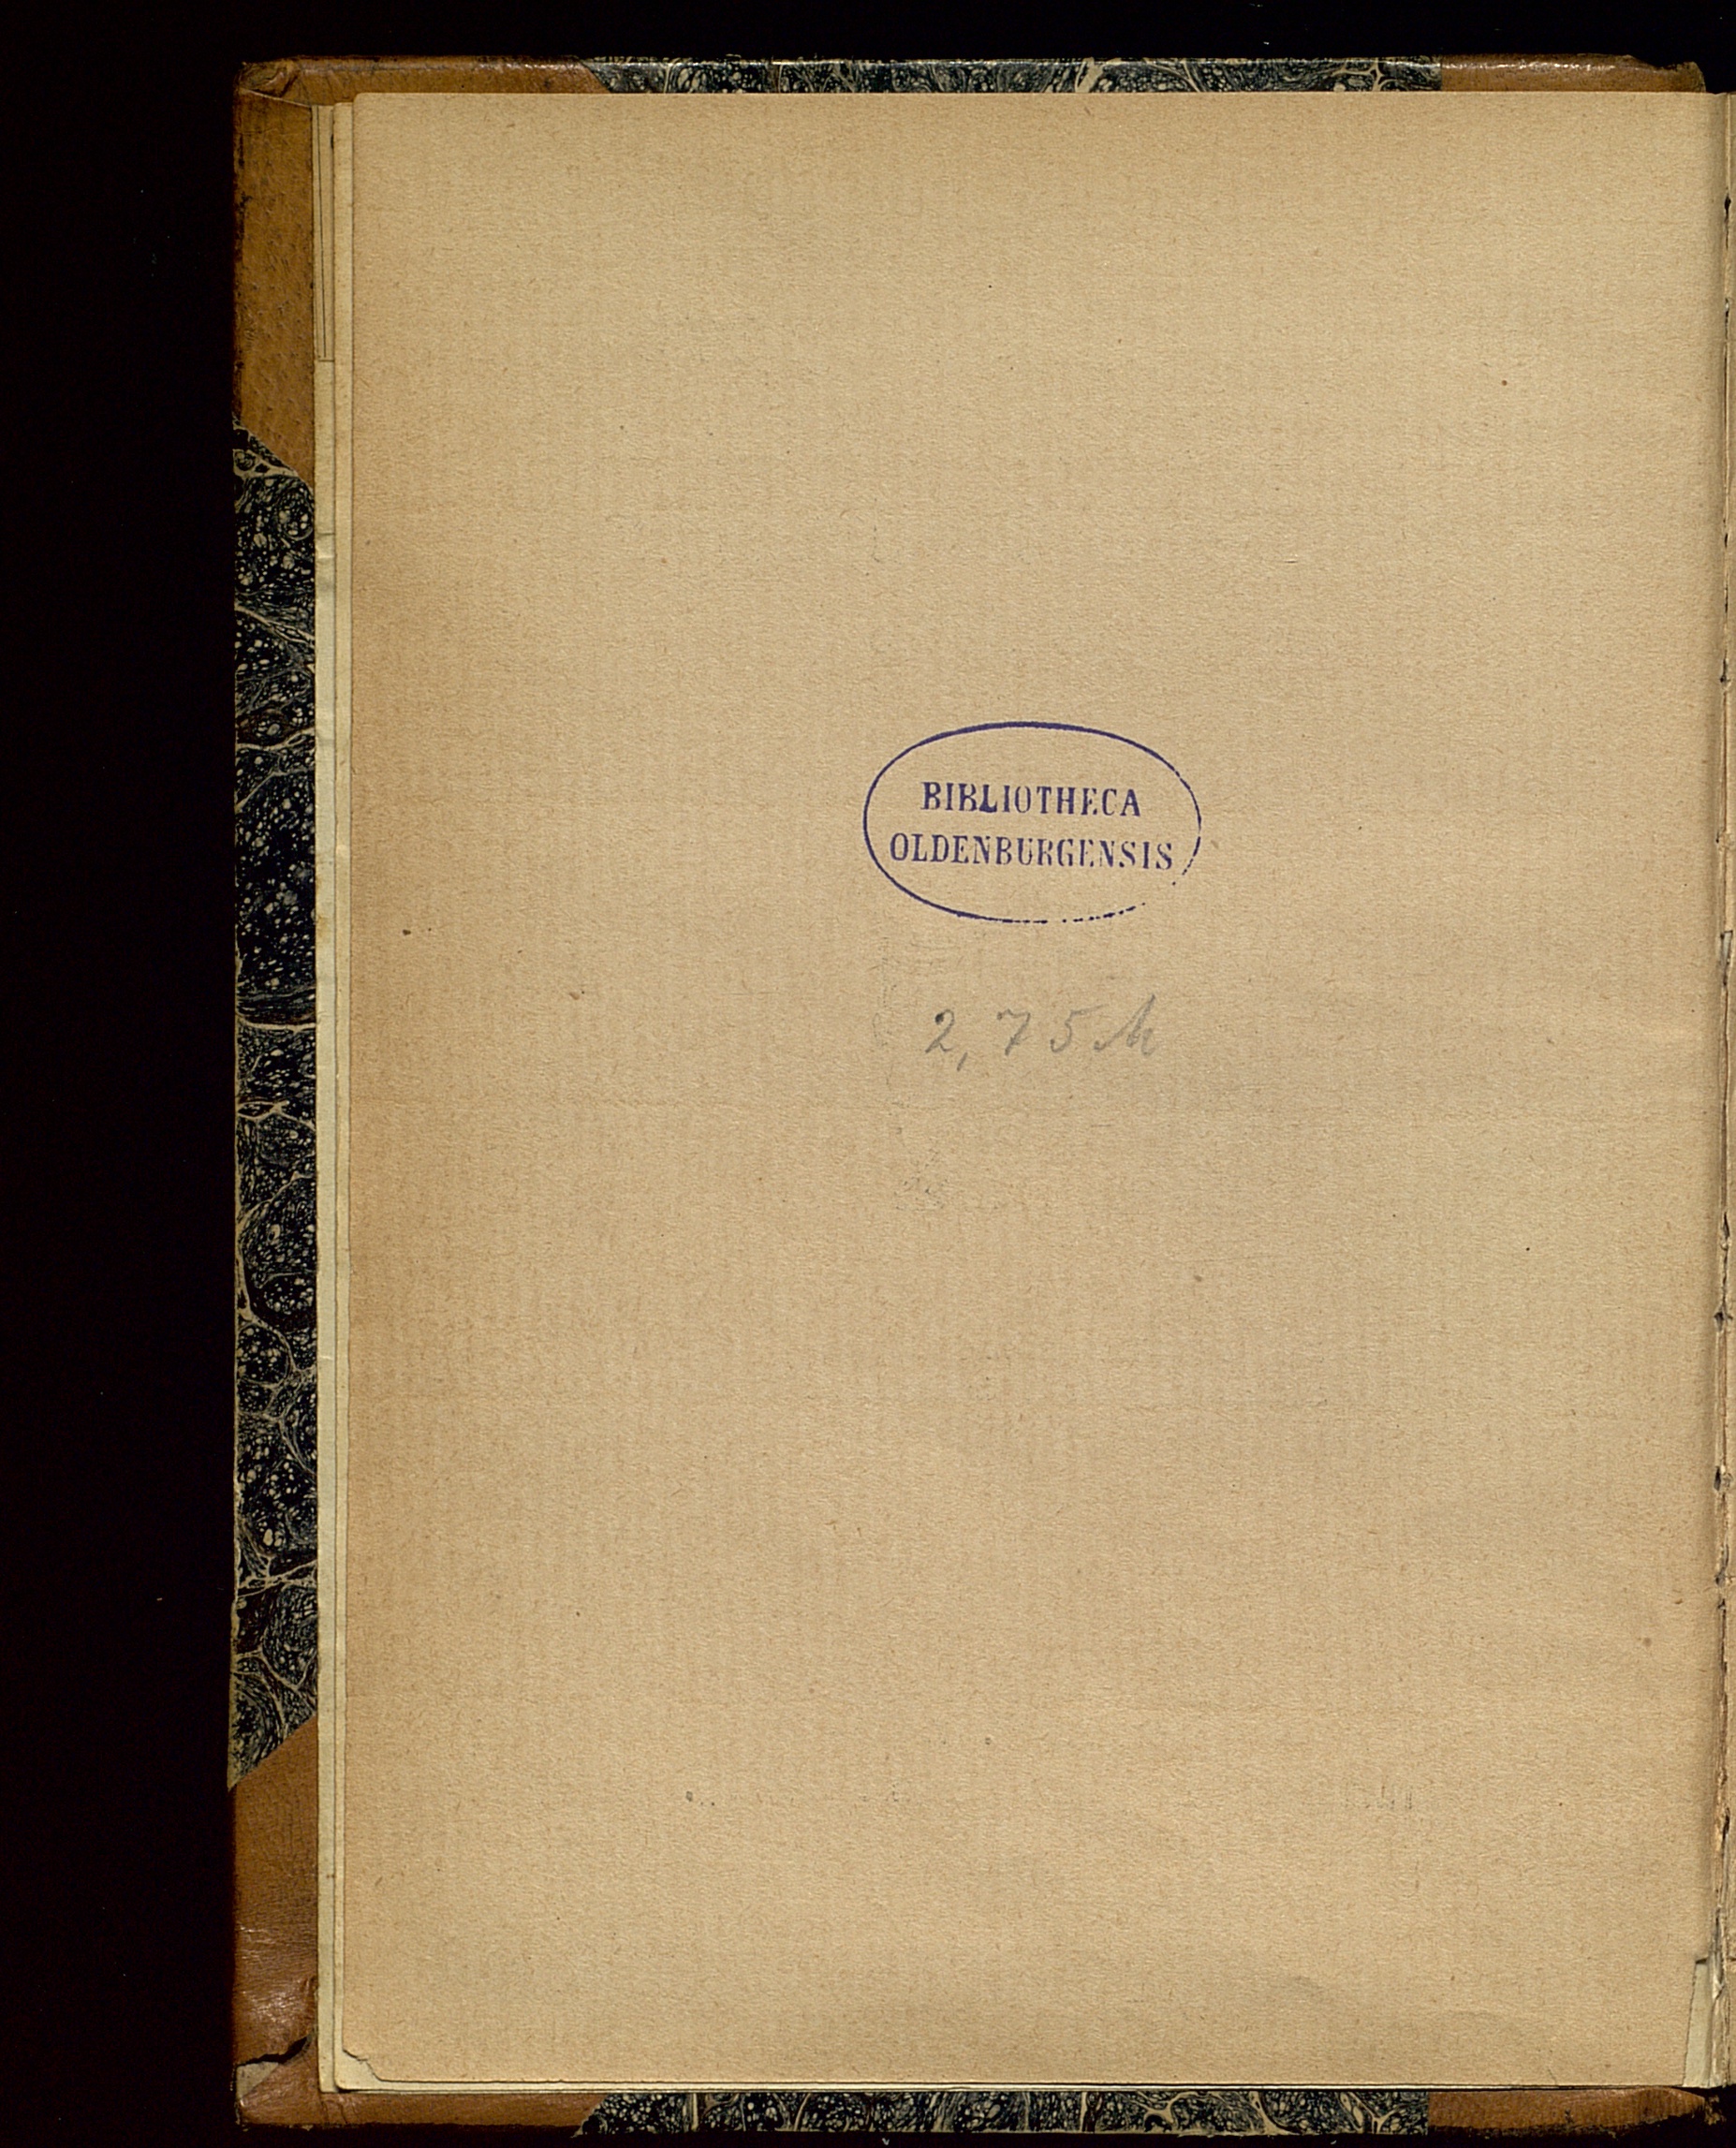 BIBLIOTHECA
OLDENBURGENSIS
2,75 M